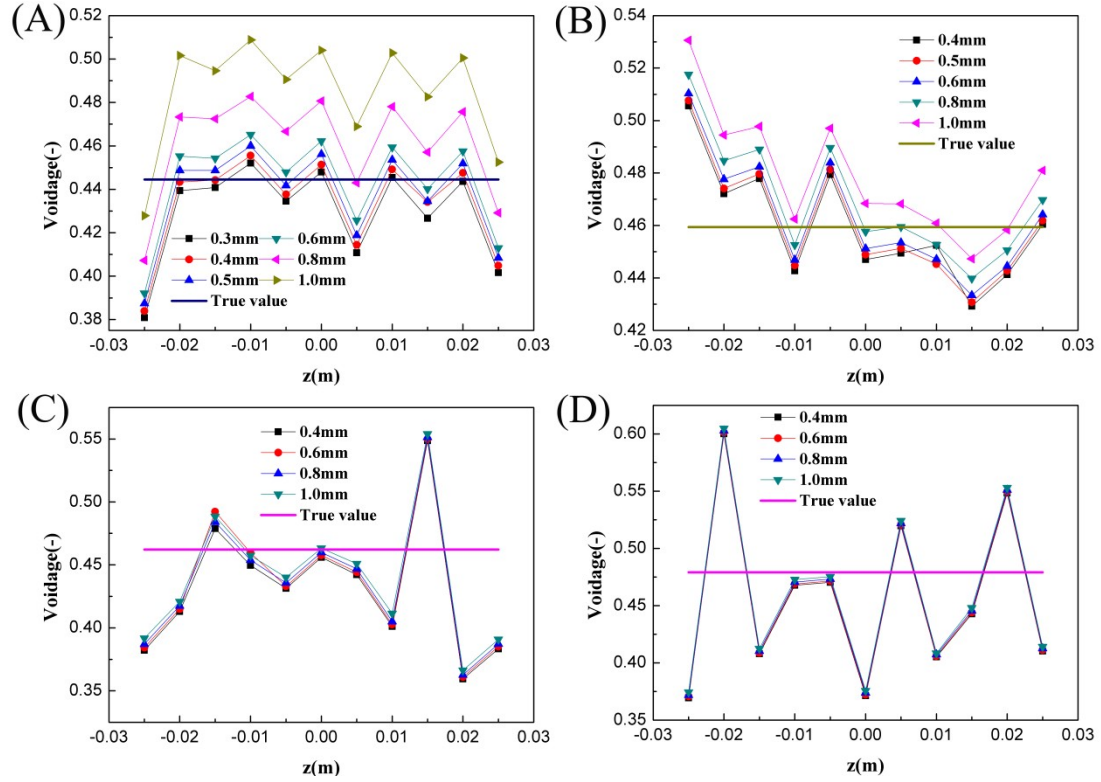 (A)
0.52
0.50
0.48
0.46
0.44
0.42
0.40
0.38
Voidage(-)
0.3mm 0.6mm
0.4mm 0.8mm
0.5mm 1.0mm
True value
-0.03 -0.02 -0.01 0.00 0.01 0.02 0.03
z(m)
(B)
0.54
0.52
0.50
0.48
0.46
0.44
0.42
Voidage(-)
0.4mm
0.5mm
0.6mm
0.8mm
1.0mm
True value
-0.03 -0.02 -0.01 0.00 0.01 0.02 0.03
z(m)
(C)
0.55
0.50
0.45
0.40
0.35
Voidage(-)
0.4mm
0.6mm
0.8mm
1.0mm
True value
-0.03 -0.02 -0.01 0.00 0.01 0.02 0.03
z(m)
(D)
0.60
0.55
0.50
0.45
0.40
0.35
Voidage(-)
0.4mm
0.6mm
0.8mm
1.0mm
True value
-0.03 -0.02 -0.01 0.00 0.01 0.02 0.03
z(m)